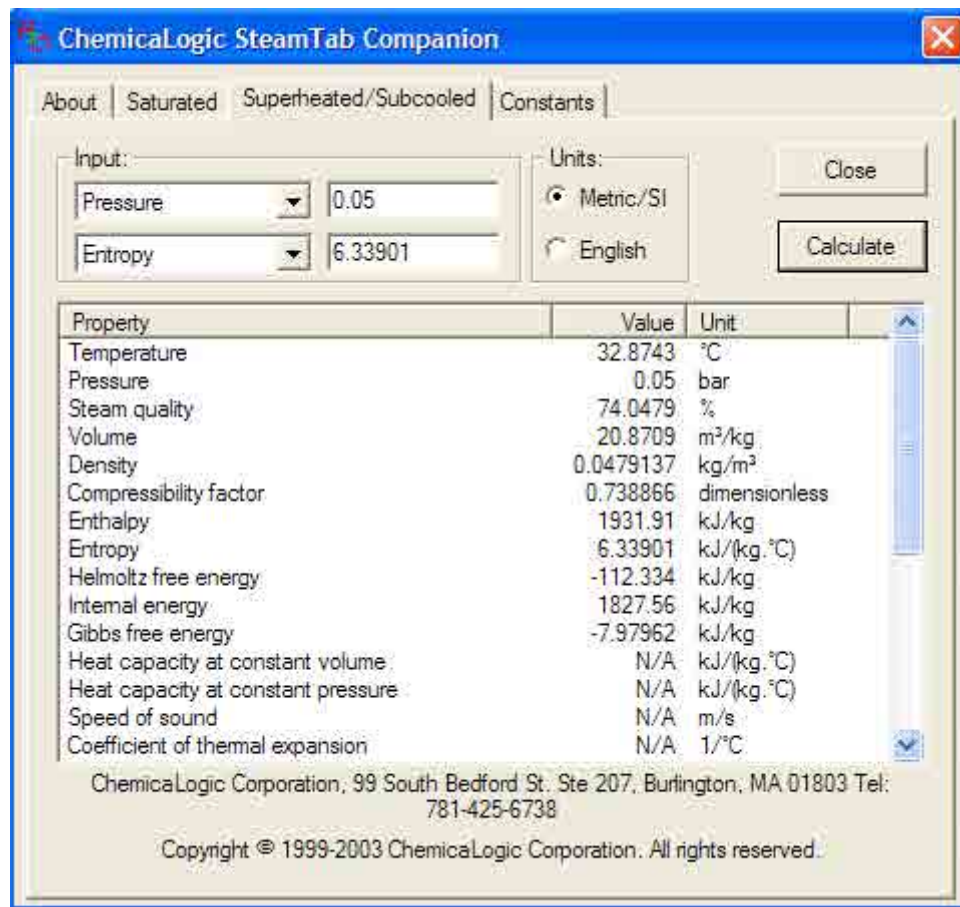 ChemicaLogic SteamTab Companion
About Saturated Superheated/Subcooled Constants
Input: Units:
Close
Pressure 0.05 Metric/SI
Entropy 6.33901 English Calculate
Property Value Unit
Temperature 32.8743 °C
Pressure 0.05 bar
Steam quality 74.0479 %
Volume 20.8709 m³/kg
Density 0.0479137 kg/m³
Compressibility factor 0.738866 dimensionless
Enthalpy 1931.91 kJ/kg
Entropy 6.33901 kJ/(kg.°C)
Helmoltz free energy -112.334 kJ/kg
Internal energy 1827.56 kJ/kg
Gibbs free energy -7.97962 kJ/kg
Heat capacity at constant volume N/A kJ/(kg.°C)
Heat capacity at constant pressure N/A kJ/(kg.°C)
Speed of sound N/A m/s
Coefficient of thermal expansion N/A 1/°C
ChemicaLogic Corporation, 99 South Bedford St. Ste 207, Burlington, MA 01803 Tel:
781-425-6738
Copyright © 1999-2003 ChemicaLogic Corporation. All rights reserved.